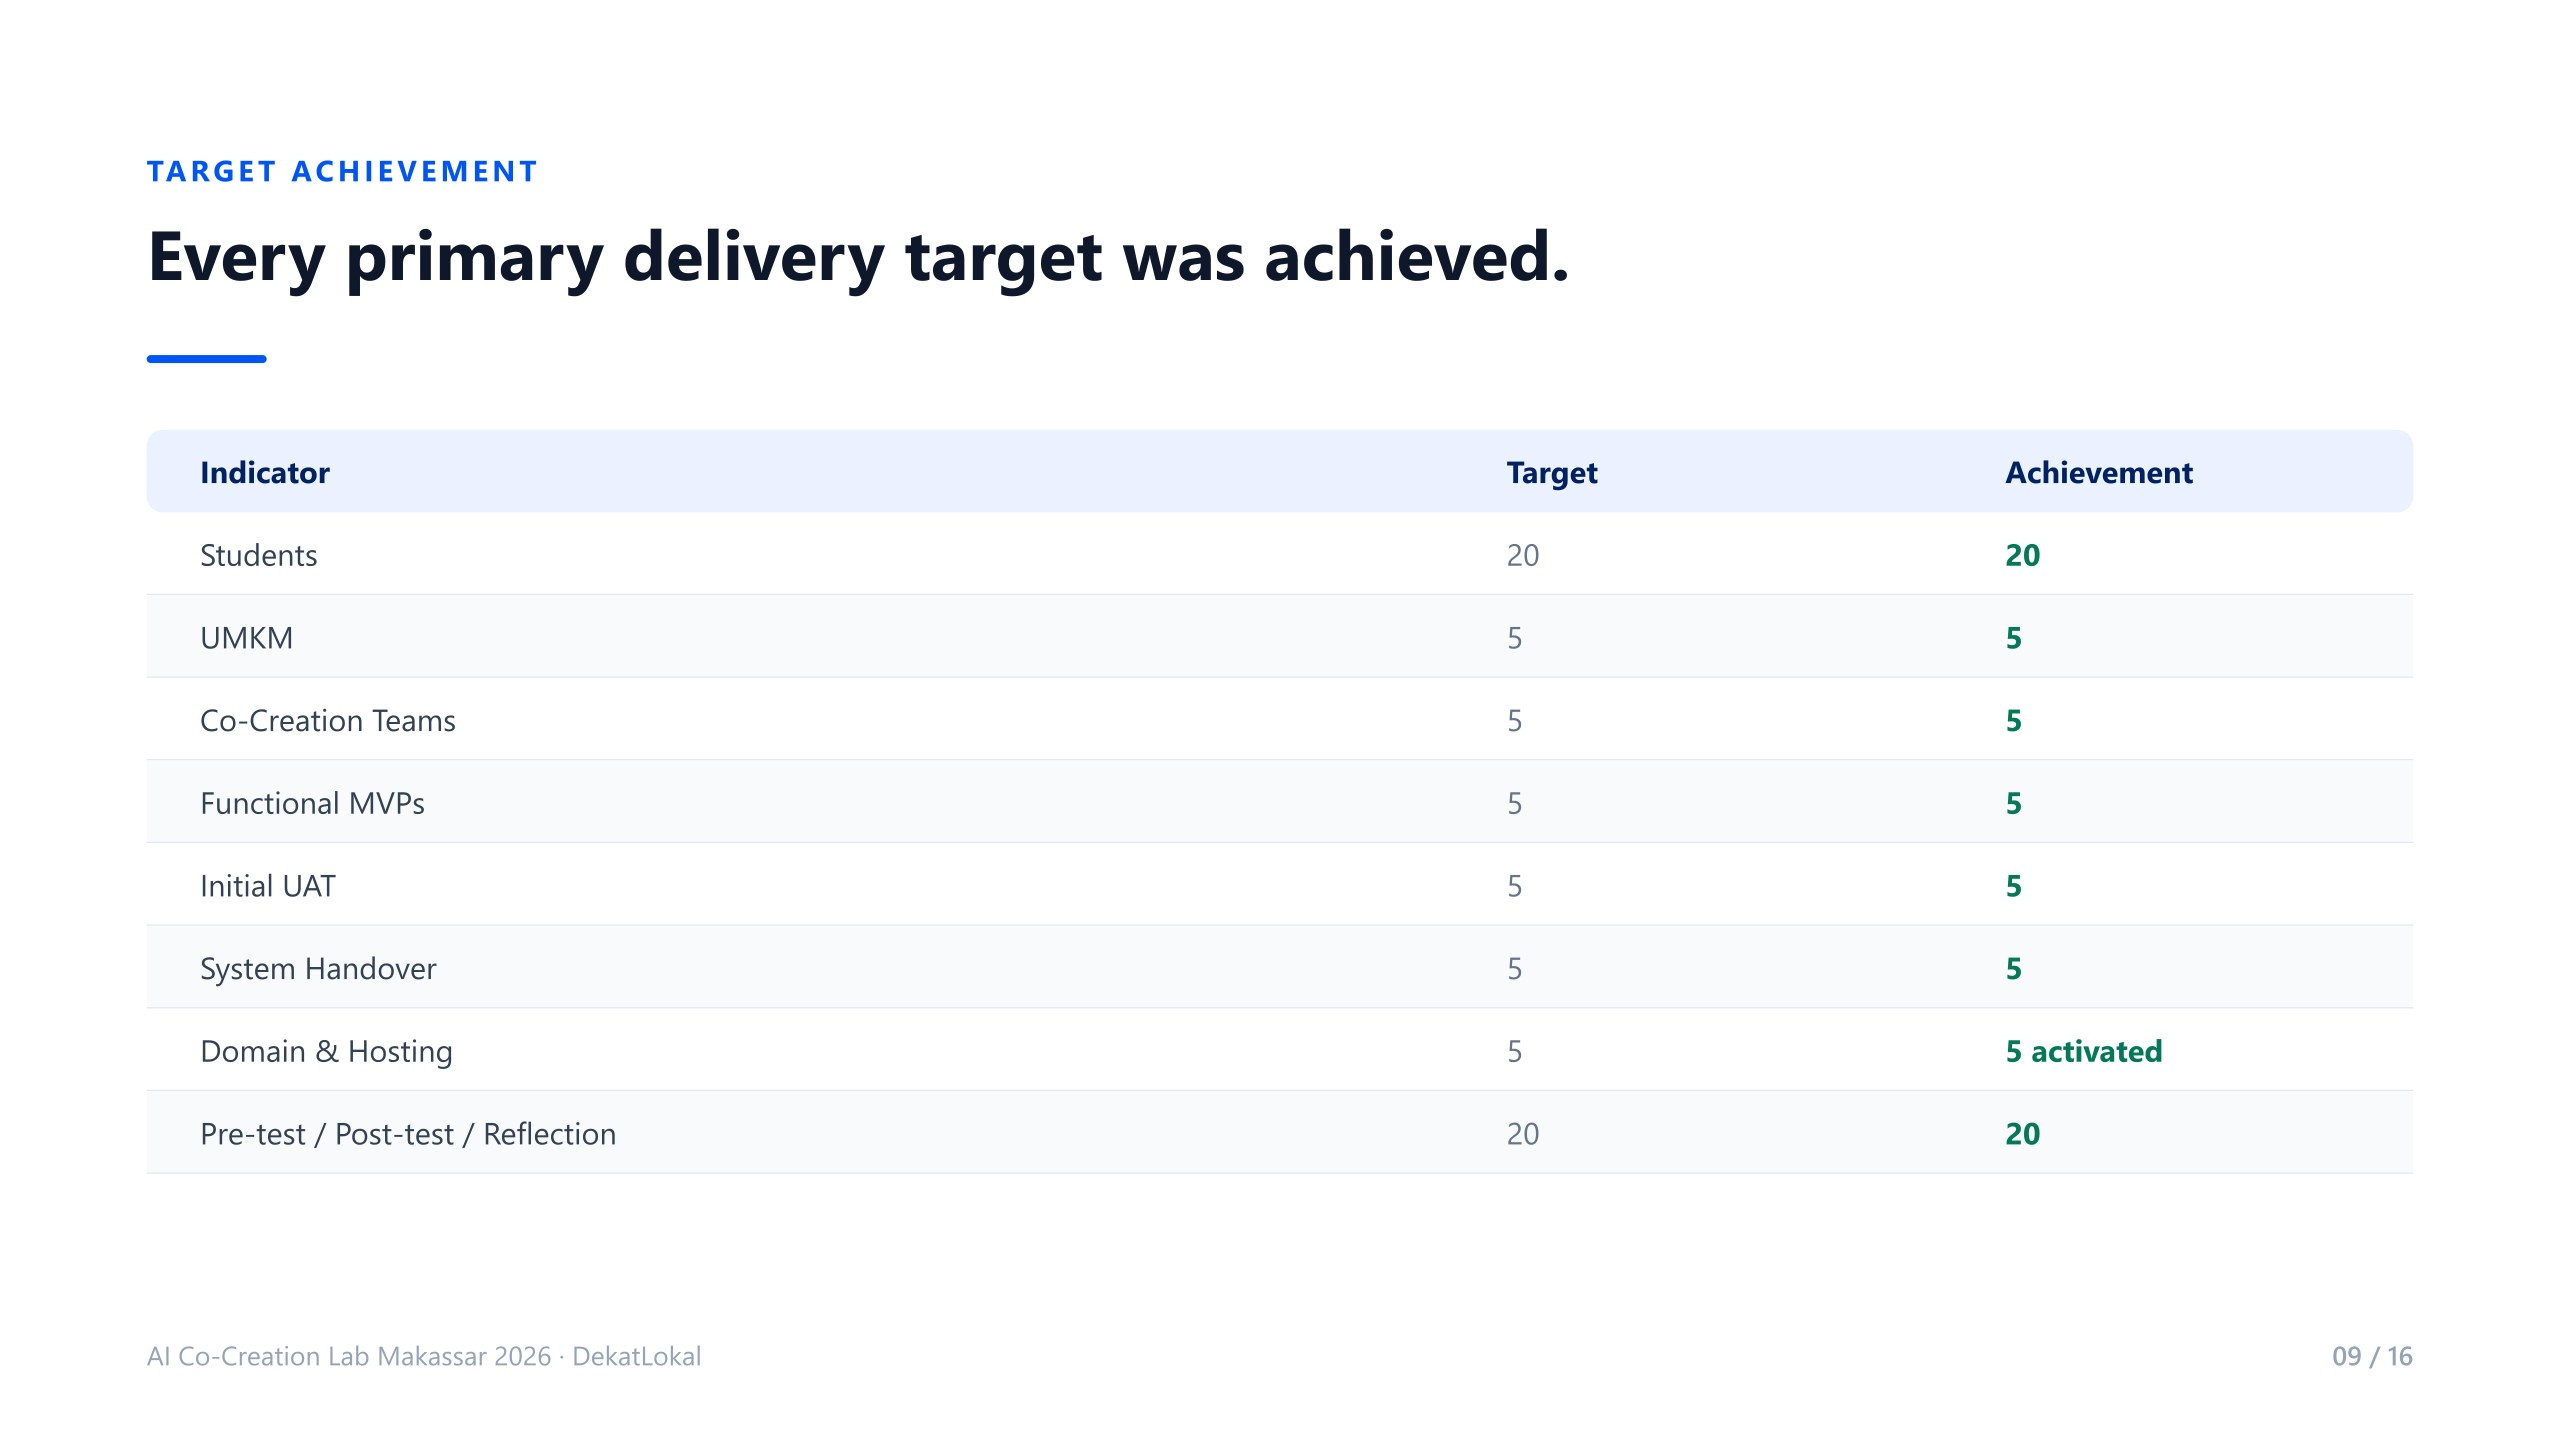 TARGET ACHIEVEMENT
Every primary delivery target was achieved.
Indicator Target Achievement
Students 20 20
UMKM 5 5
Co-Creation Teams 5 5
Functional MVPs 5 5
Initial UAT 5 5
System Handover 5 5
Domain & Hosting 5 5 activated
Pre-test / Post-test / Reflection 20 20
AI Co-Creation Lab Makassar 2026 · DekatLokal 09 / 16